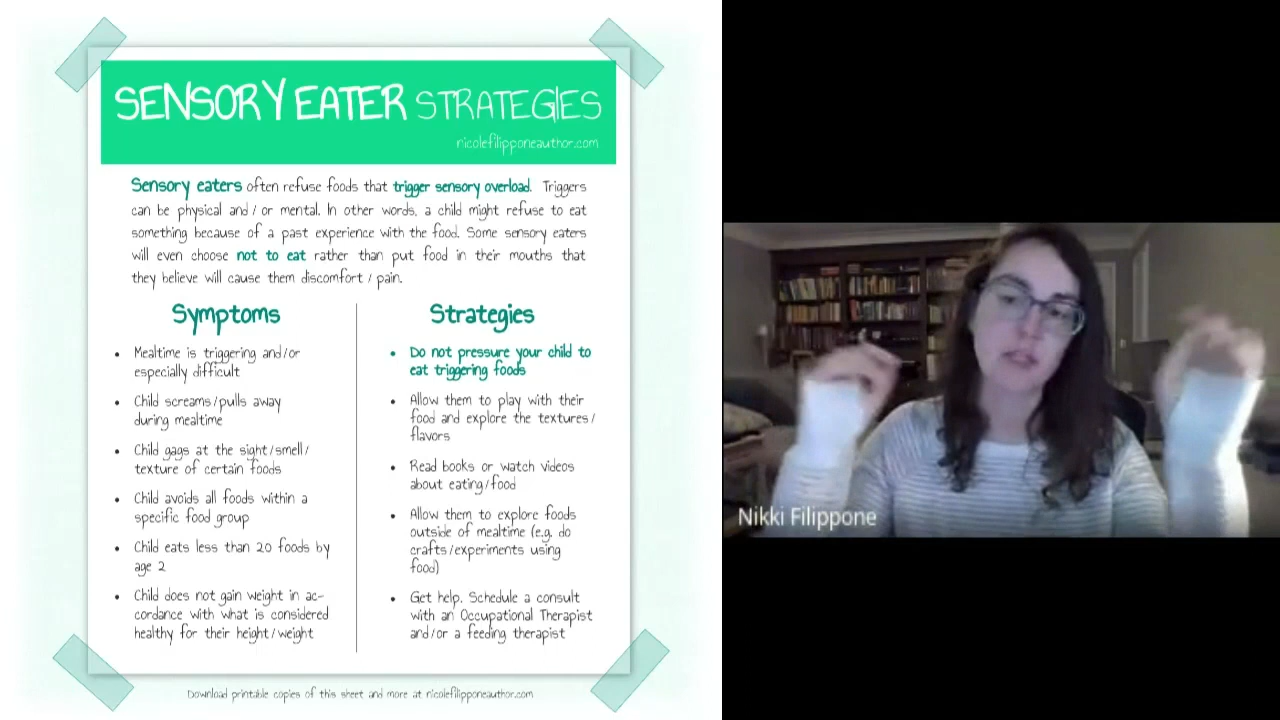 SENSORY EATER STRATEGIES
nicolefilipponeauthor.com
Sensory eaters often refuse foods that trigger sensory overload. Triggers
can be physical and/or mental. In other words, a child might refuse to eat
something because of a past experience with the food. Some sensory eaters
will even choose not to eat rather than put food in their mouths that
they believe will cause them discomfort / pain.
Symptoms
• Mealtime is triggering and/or
especially difficult
• Child screams/pulls away
during mealtime
• Child gags at the sight/smell/
texture of certain foods
• Child avoids all foods within a
specific food group
• Child eats less than 20 foods by
age 2
• Child does not gain weight in ac-
cordance with what is considered
healthy for their height/weight
Strategies
• Do not pressure your child to
eat triggering foods
• Allow them to play with their
food and explore the textures/
flavors
• Read books or watch videos
about eating/food
• Allow them to explore foods
outside of mealtime (e.g. do
crafts/experiments using
food)
• Get help. Schedule a consult
with an Occupational Therapist
and/or a feeding therapist
Download printable copies of this sheet and more at nicolefilipponeauthor.com
Nikki Filippone